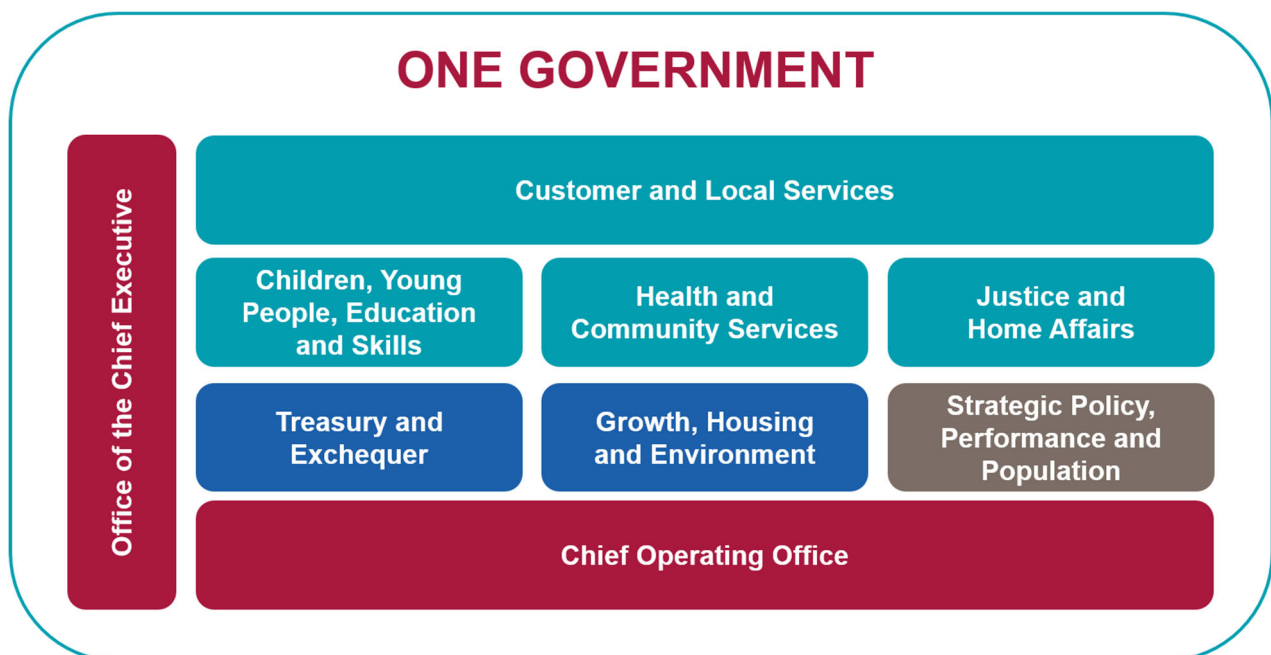 ONE GOVERNMENT
Office of the Chief Executive
Customer and Local Services
Children, Young
People, Education
and Skills
Health and
Community Services
Justice and
Home Affairs
Treasury and
Exchequer
Growth, Housing
and Environment
Strategic Policy,
Performance and
Population
Chief Operating Office